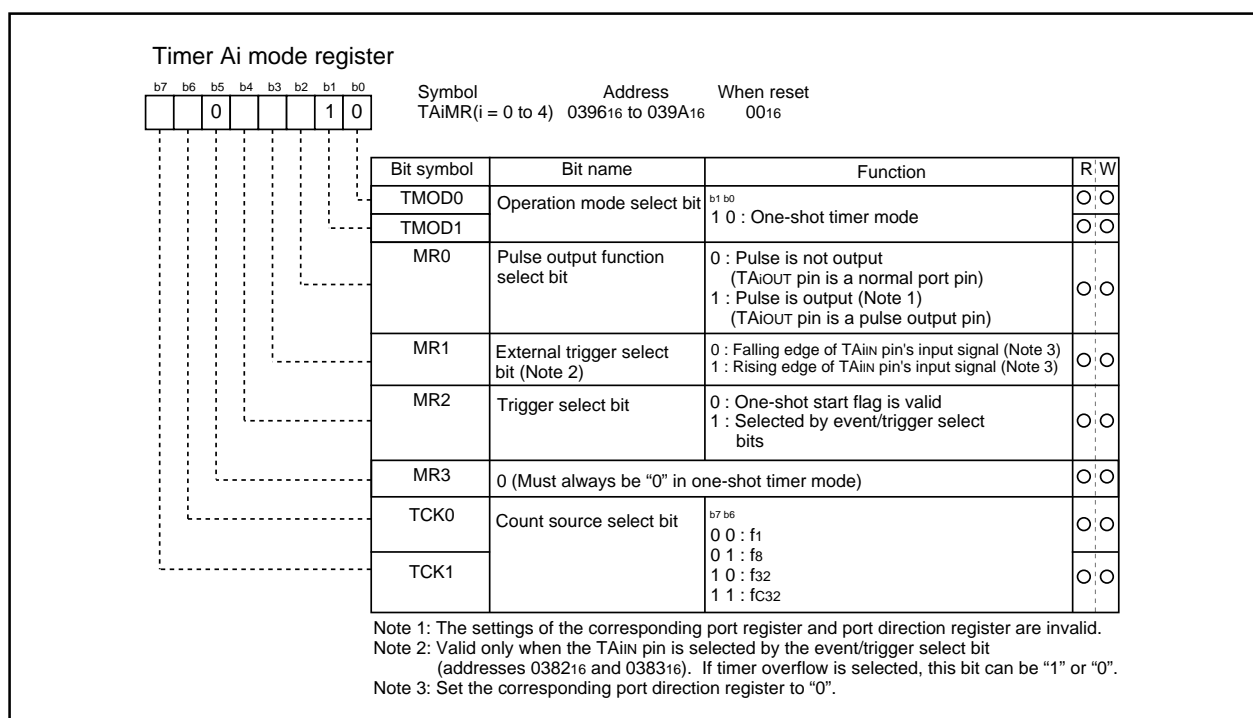 Timer Ai mode register
b7 b6 b5 b4 b3 b2 b1 b0
0 1 0
Symbol Address When reset
TAiMR(i = 0 to 4) 039616 to 039A16 0016
Bit symbol Bit name Function R W
TMOD0 Operation mode select bit b1 b0
1 0 : One-shot timer mode
TMOD1
MR0 Pulse output function select bit
0 : Pulse is not output
(TAiOUT pin is a normal port pin)
1 : Pulse is output (Note 1)
(TAiOUT pin is a pulse output pin)
MR1 External trigger select bit (Note 2)
0 : Falling edge of TAiIN pin's input signal (Note 3)
1 : Rising edge of TAiIN pin's input signal (Note 3)
MR2 Trigger select bit
0 : One-shot start flag is valid
1 : Selected by event/trigger select
bits
MR3 0 (Must always be “0” in one-shot timer mode)
TCK0 Count source select bit b7 b6
0 0 : f1
0 1 : f8
TCK1
1 0 : f32
1 1 : fC32
Note 1: The settings of the corresponding port register and port direction register are invalid.
Note 2: Valid only when the TAiIN pin is selected by the event/trigger select bit
(addresses 038216 and 038316). If timer overflow is selected, this bit can be “1” or “0”.
Note 3: Set the corresponding port direction register to “0”.